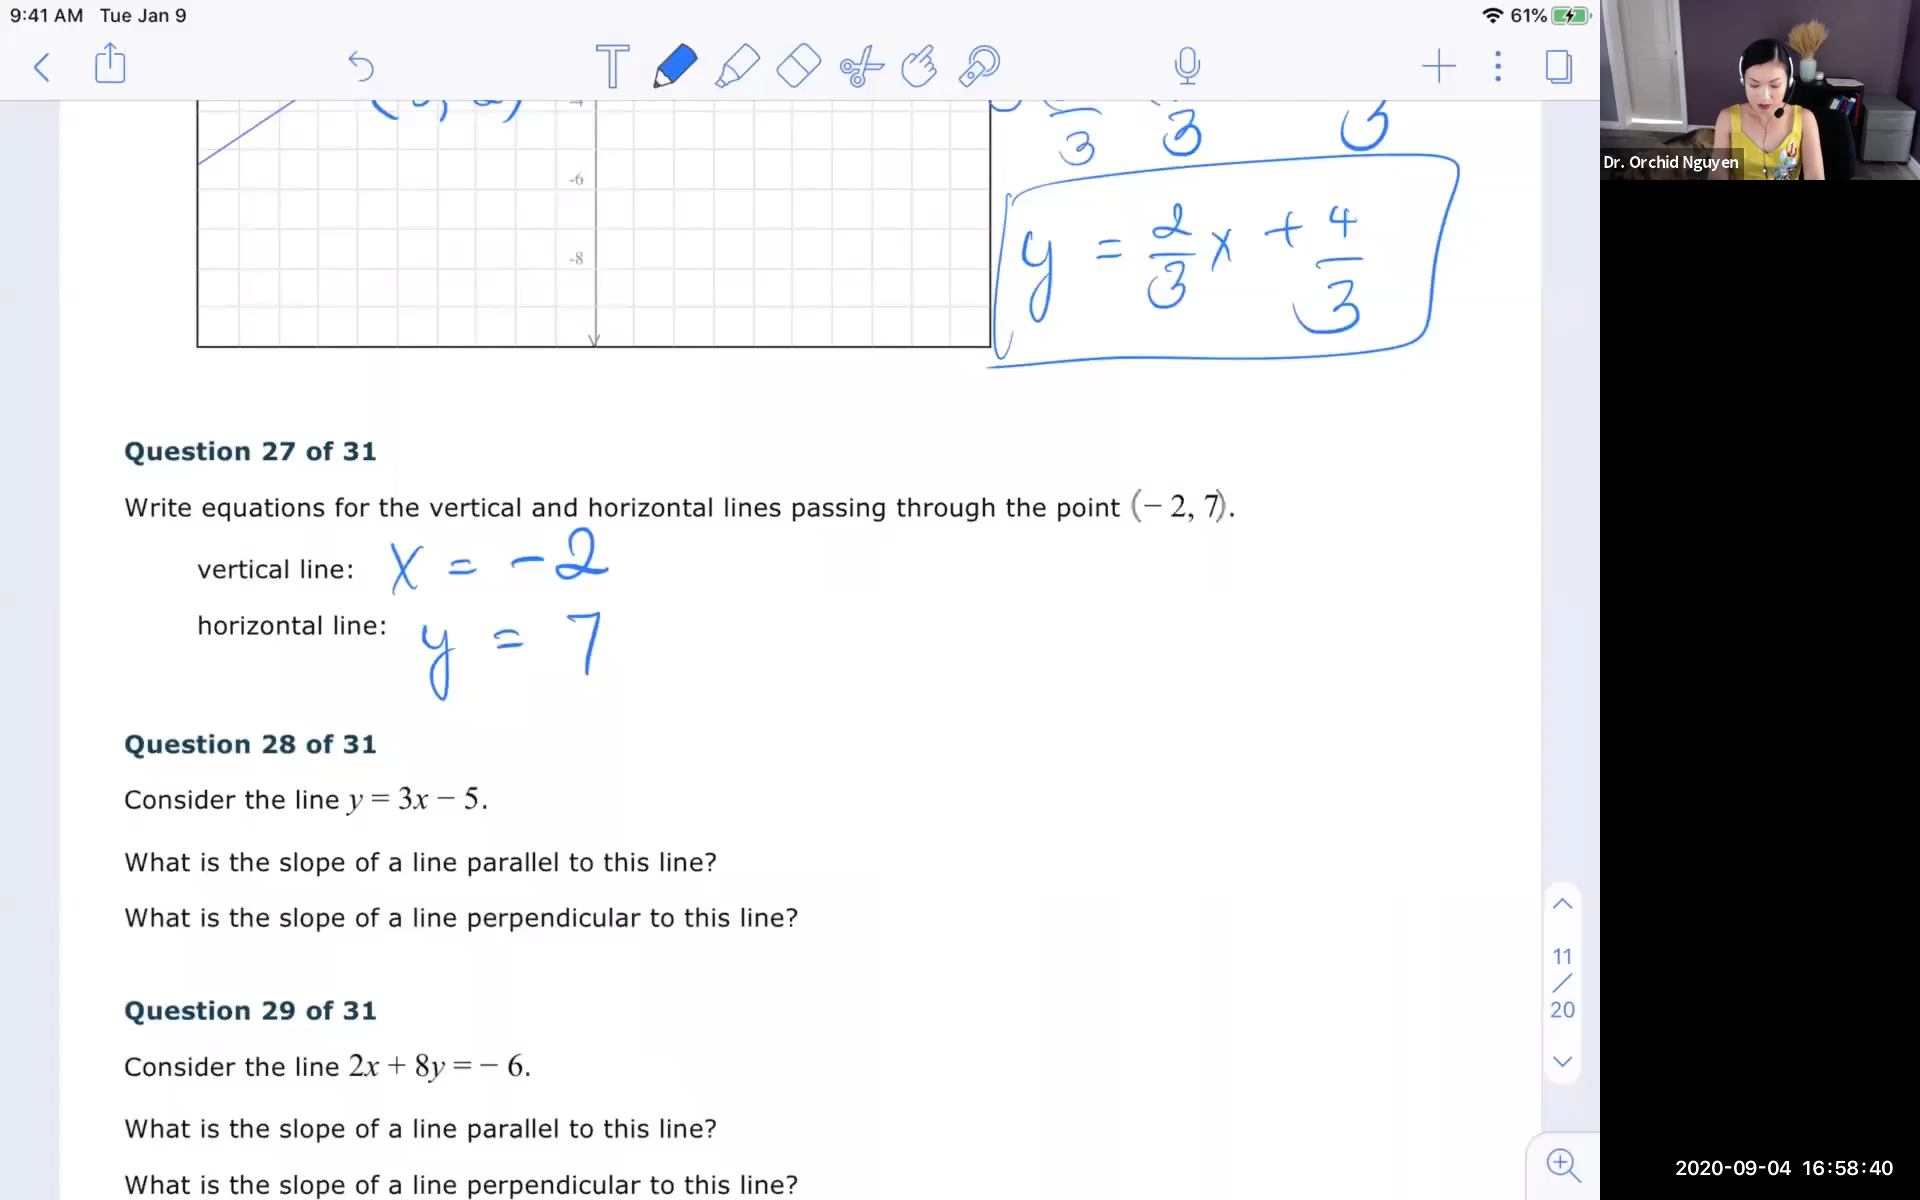 9:41 AM Tue Jan 9
61%
T
-4
3 3 3
-6
y = 2/3 x + 4/3
-8
Question 27 of 31
Write equations for the vertical and horizontal lines passing through the point (− 2, 7).
vertical line: x = -2
horizontal line: y = 7
Question 28 of 31
Consider the line y = 3x − 5.
What is the slope of a line parallel to this line?
What is the slope of a line perpendicular to this line?
Question 29 of 31
Consider the line 2x + 8y = − 6.
What is the slope of a line parallel to this line?
What is the slope of a line perpendicular to this line?
11
/
20
Dr. Orchid Nguyen
2020-09-04 16:58:40